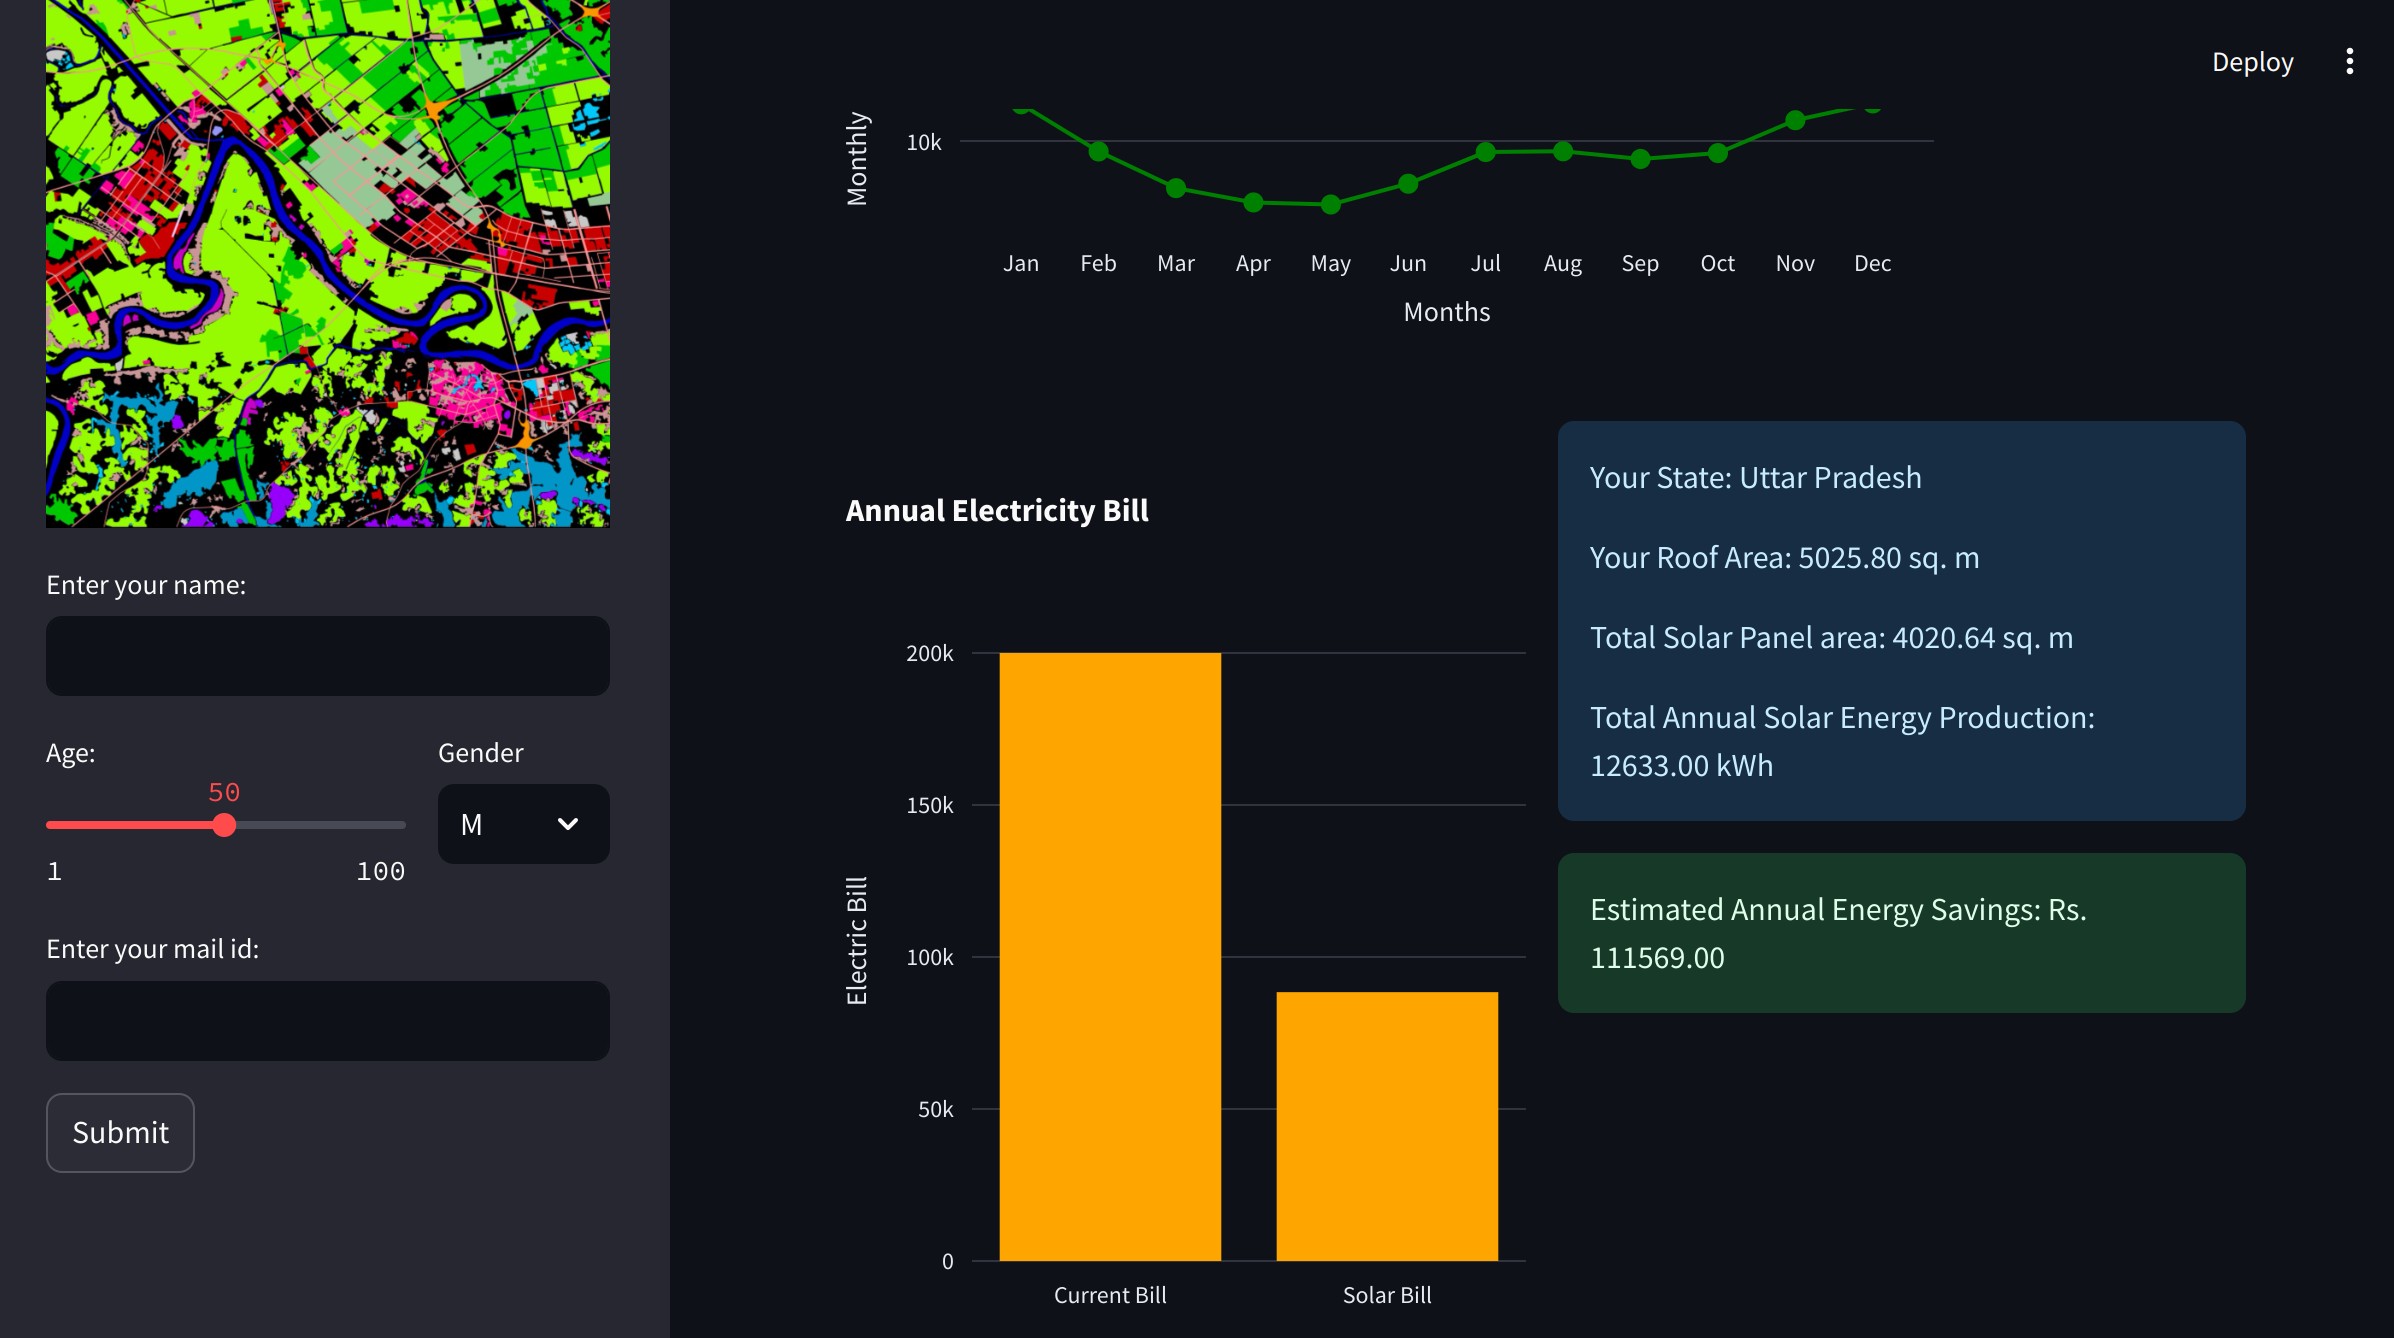 Enter your name:
Age:
Gender
50
M
1
100
Enter your mail id:
Submit
Deploy
Monthly
10k
Jan Feb Mar Apr May Jun Jul Aug Sep Oct Nov Dec
Months
Annual Electricity Bill
Electric Bill
200k
150k
100k
50k
0
Current Bill Solar Bill
Your State: Uttar Pradesh
Your Roof Area: 5025.80 sq. m
Total Solar Panel area: 4020.64 sq. m
Total Annual Solar Energy Production:
12633.00 kWh
Estimated Annual Energy Savings: Rs.
111569.00